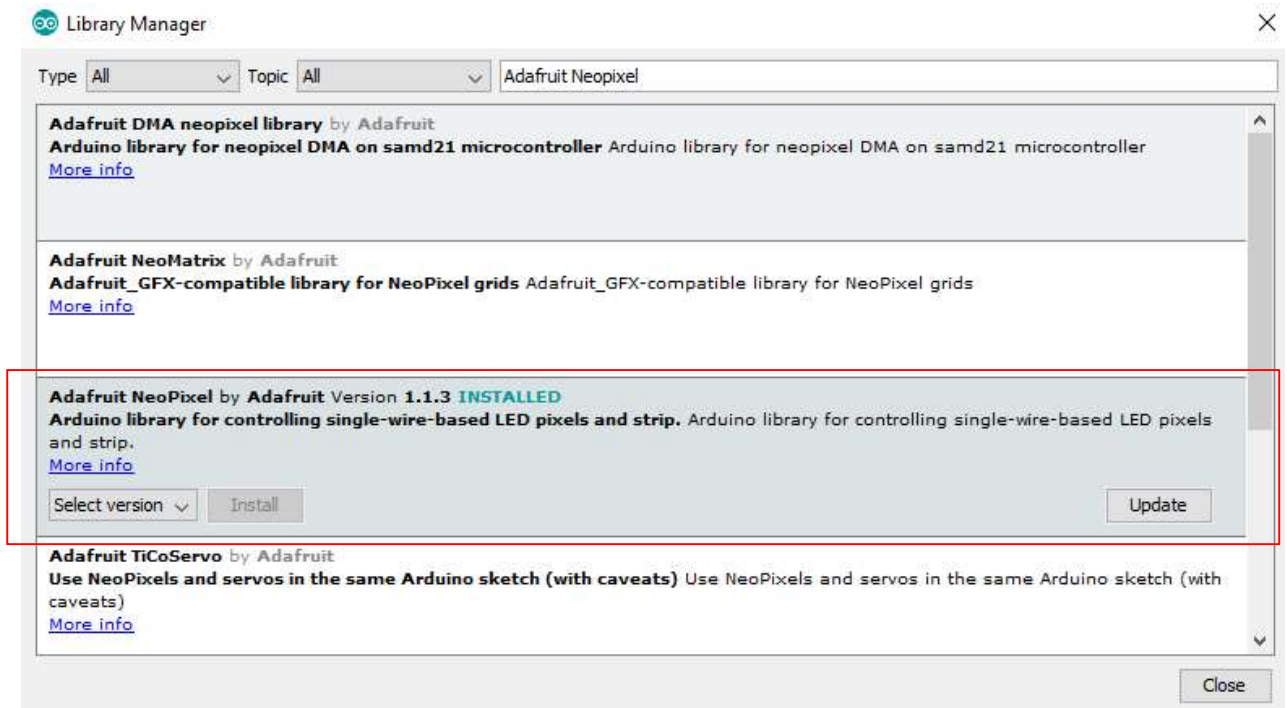 Library Manager
Type All Topic All Adafruit Neopixel
Adafruit DMA neopixel library by Adafruit
Arduino library for neopixel DMA on samd21 microcontroller Arduino library for neopixel DMA on samd21 microcontroller
More info
Adafruit NeoMatrix by Adafruit
Adafruit_GFX-compatible library for NeoPixel grids Adafruit_GFX-compatible library for NeoPixel grids
More info
Adafruit NeoPixel by Adafruit Version 1.1.3 INSTALLED
Arduino library for controlling single-wire-based LED pixels and strip. Arduino library for controlling single-wire-based LED pixels
and strip.
More info
Select version Install Update
Adafruit TiCoServo by Adafruit
Use NeoPixels and servos in the same Arduino sketch (with caveats) Use NeoPixels and servos in the same Arduino sketch (with
caveats)
More info
Close